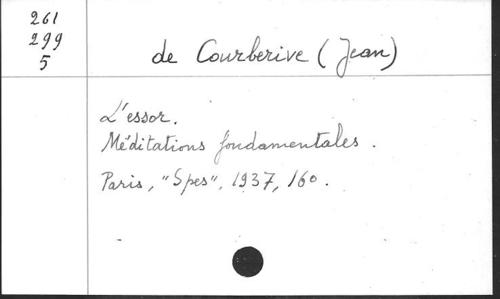 261
299
5
de Courberive (Jean)
L'essor.
Méditations fondamentales.
Paris, "Spes", 1937, 160.